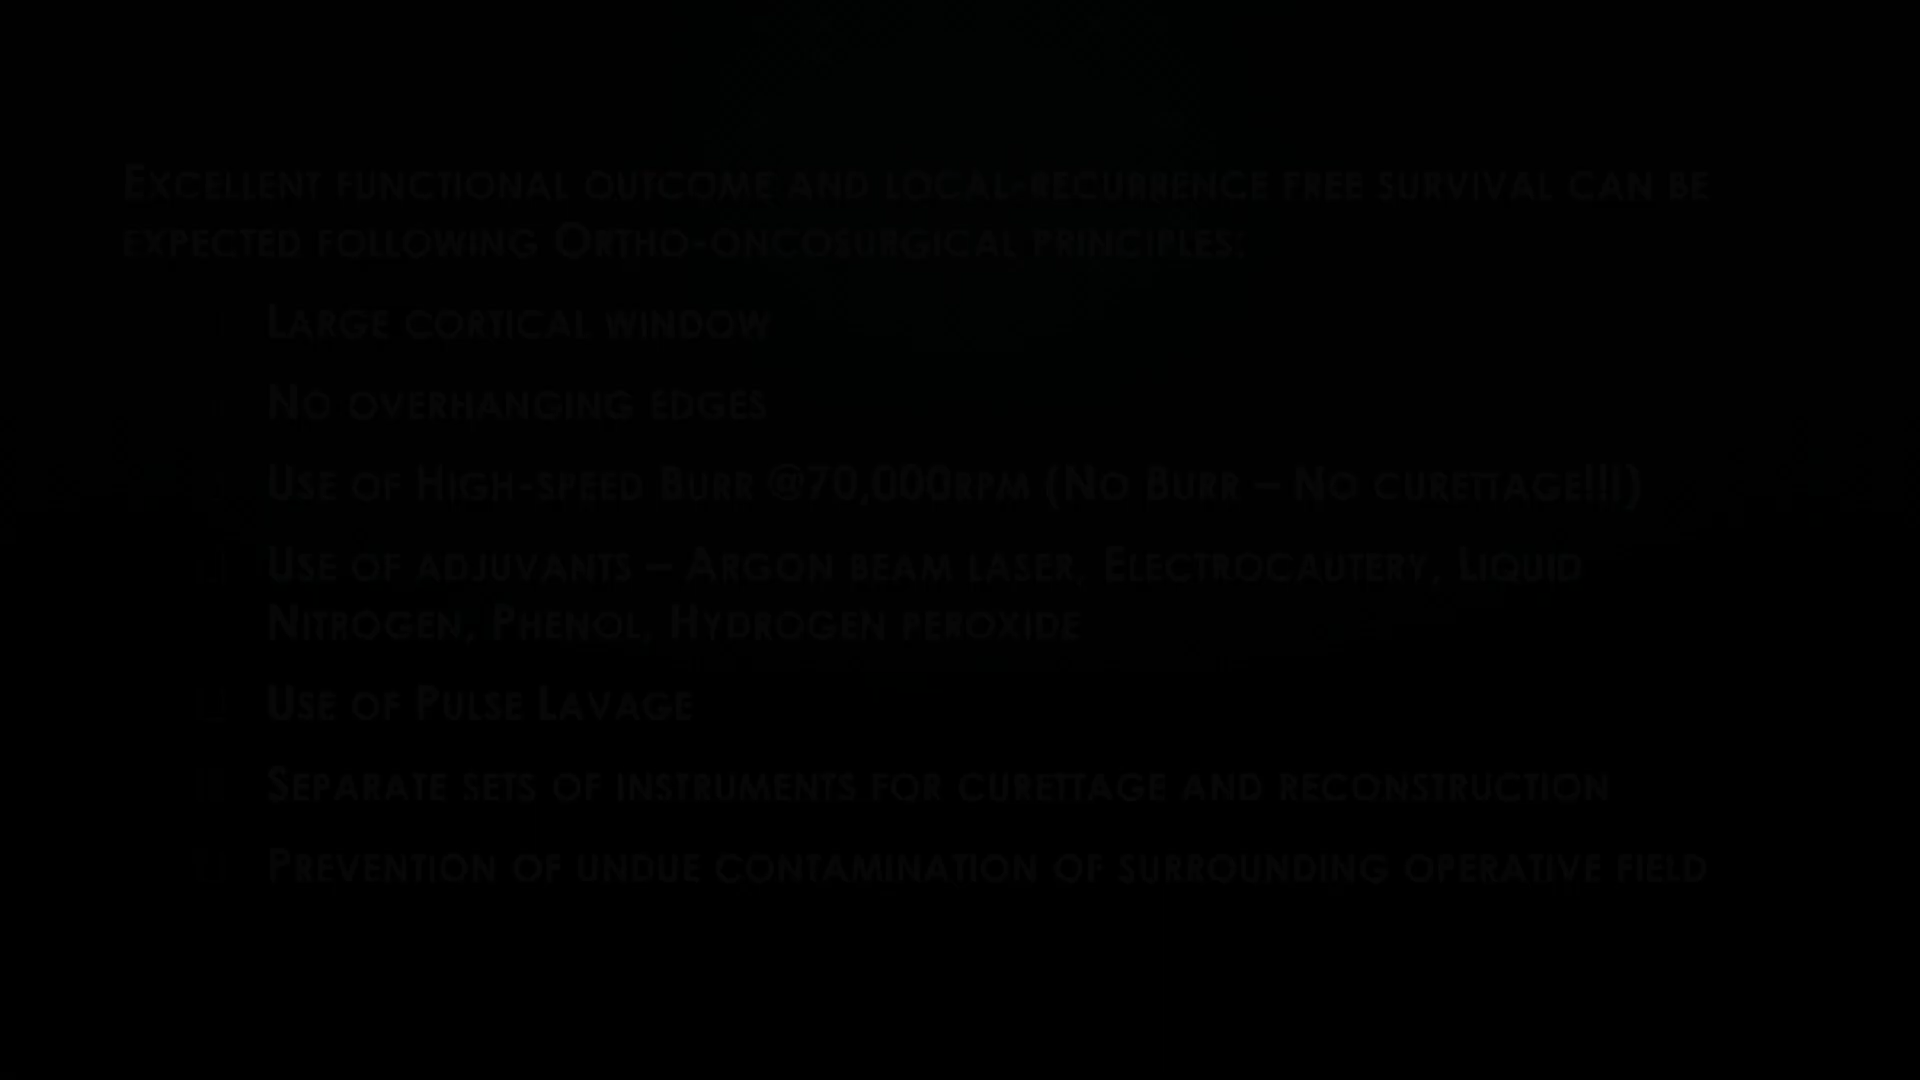 Excellent functional outcome and local-recurrence free survival can be
expected following Ortho-oncosurgical principles:
Large cortical window
No overhanging edges
Use of High-speed Burr @70,000rpm (No Burr – No curettage!!!)
Use of adjuvants – Argon beam laser, Electrocautery, Liquid
Nitrogen, Phenol, Hydrogen peroxide
Use of Pulse Lavage
Separate sets of instruments for curettage and reconstruction
Prevention of undue contamination of surrounding operative field